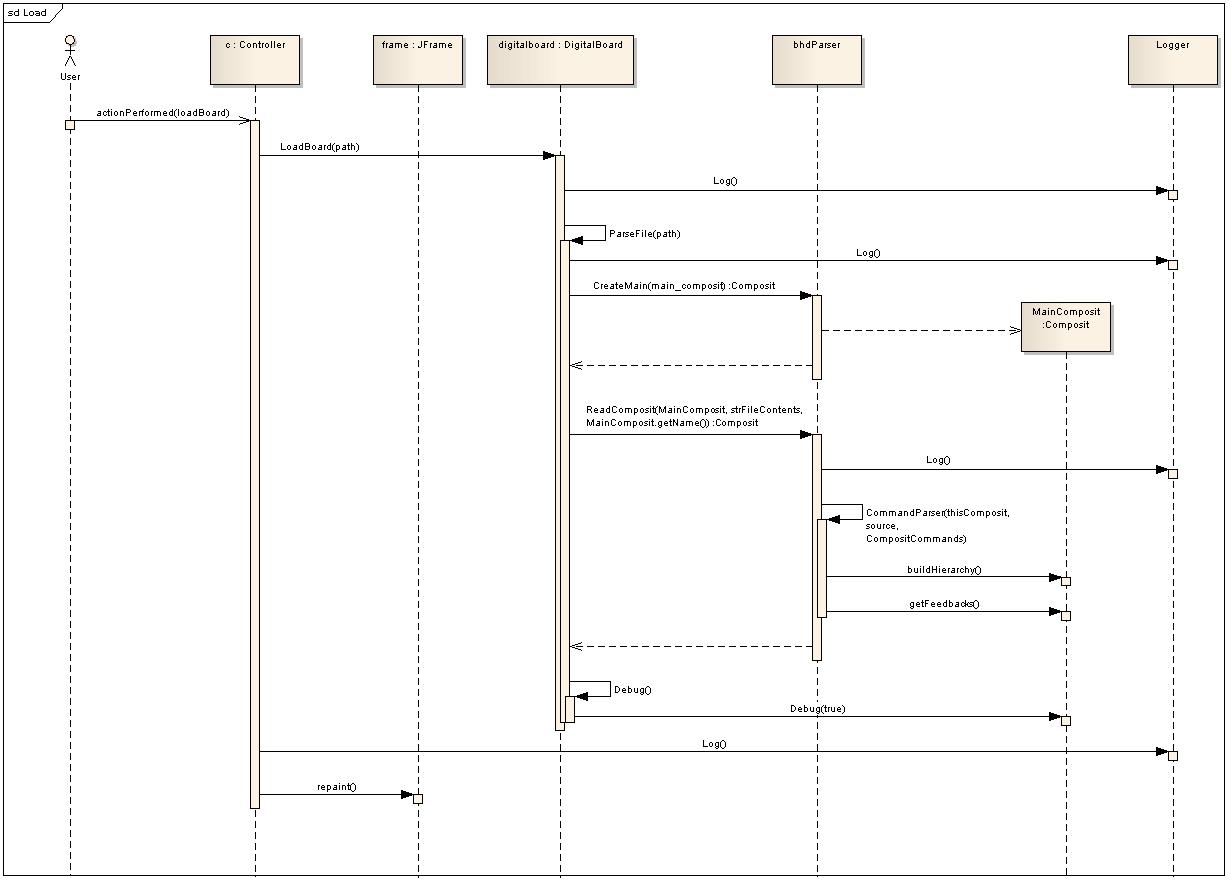 sd Load
c : Controller
frame : JFrame
digitalboard : DigitalBoard
bhdParser
Logger
User
actionPerformed(loadBoard)
LoadBoard(path)
Log()
ParseFile(path)
Log()
CreateMain(main_composit) :Composit
MainComposit
:Composit
ReadComposit(MainComposit, strFileContents,
MainComposit.getName()) :Composit
Log()
CommandParser(thisComposit,
source,
CompositCommands)
buildHierarchy()
getFeedbacks()
Debug()
Debug(true)
Log()
repaint()